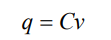 q = Cv